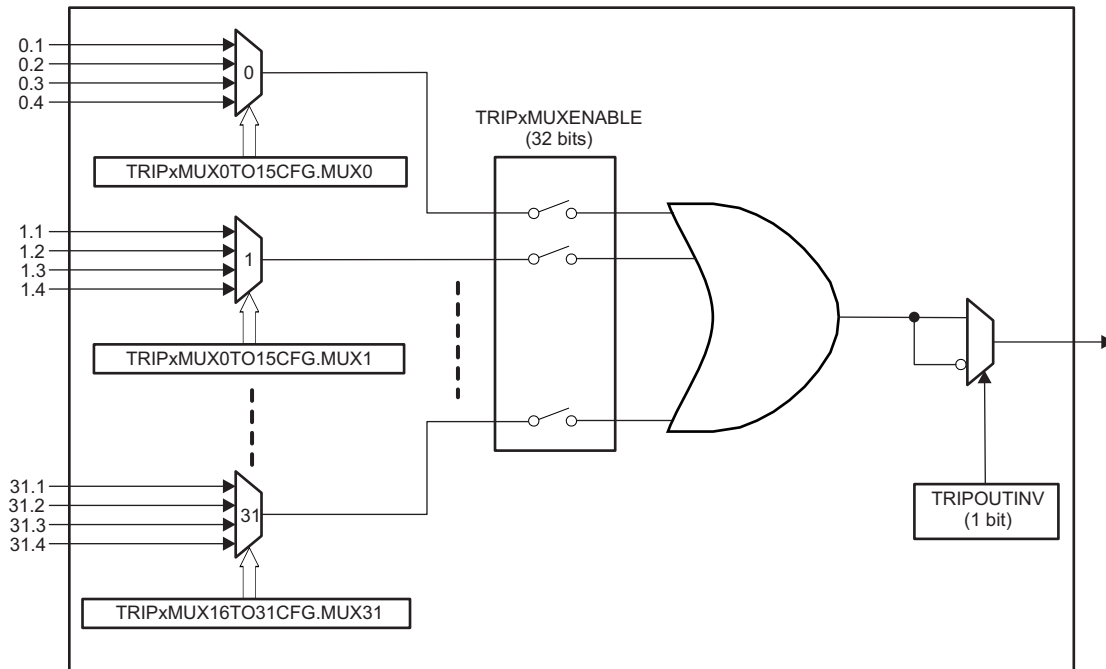 0.1
0.2
0.3
0.4
0
TRIPxMUX0TO15CFG.MUX0
TRIPxMUXENABLE
(32 bits)
1.1
1.2
1.3
1.4
1
TRIPxMUX0TO15CFG.MUX1
31.1
31.2
31.3
31.4
31
TRIPxMUX16TO31CFG.MUX31
TRIPOUTINV
(1 bit)